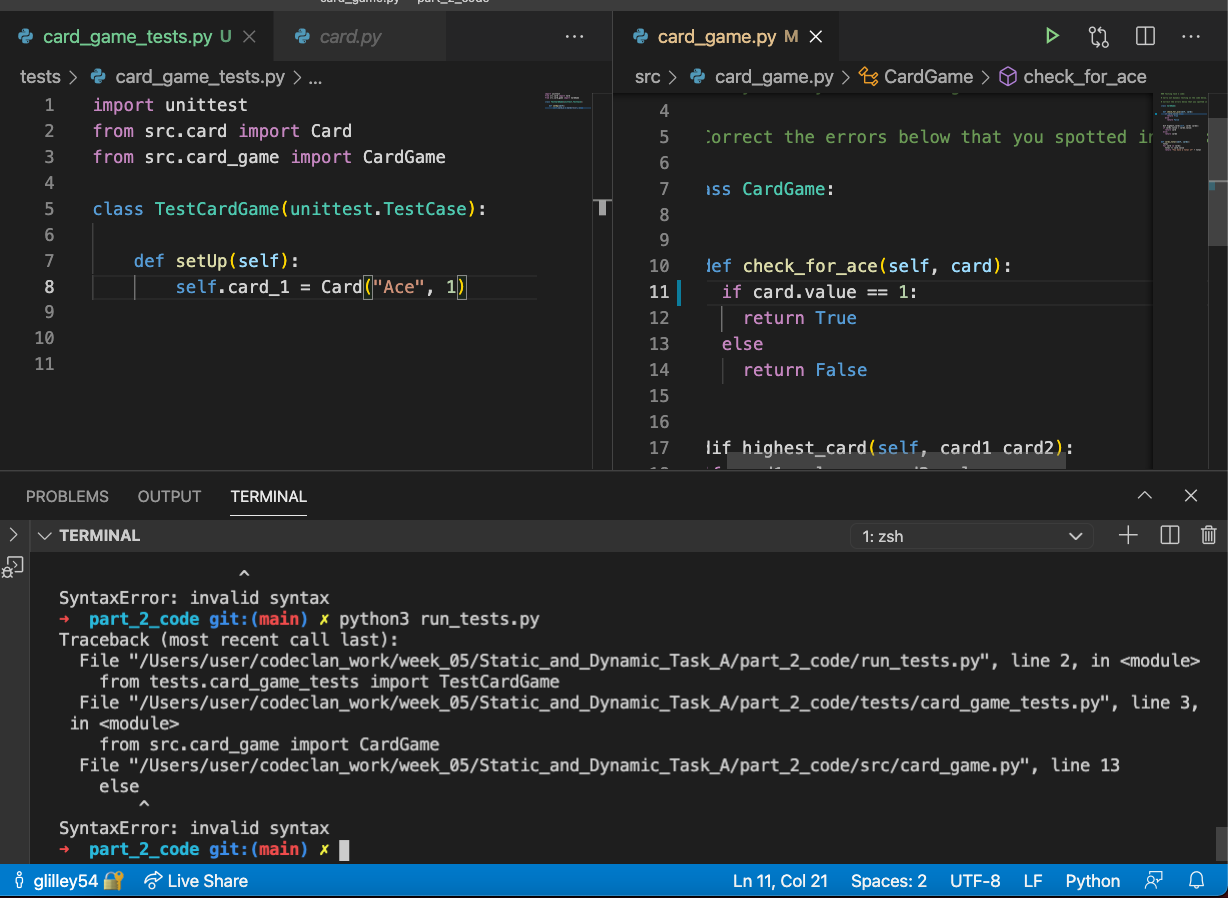 card_game.py — part_2_code
card_game_tests.py U
card.py
card_game.py M
tests > card_game_tests.py > ...
src > card_game.py > CardGame > check_for_ace
1 import unittest
2 from src.card import Card
3 from src.card_game import CardGame
4
5 class TestCardGame(unittest.TestCase):
6
7 def setUp(self):
8 self.card_1 = Card("Ace", 1)
9
10
11
4
5 Correct the errors below that you spotted in
6
7 ass CardGame:
8
9
10 def check_for_ace(self, card):
11 if card.value == 1:
12 return True
13 else
14 return False
15
16
17 dif highest_card(self, card1 card2):
18
PROBLEMS OUTPUT TERMINAL
TERMINAL
1: zsh
^
SyntaxError: invalid syntax
→ part_2_code git:(main) ✗ python3 run_tests.py
Traceback (most recent call last):
File "/Users/user/codeclan_work/week_05/Static_and_Dynamic_Task_A/part_2_code/run_tests.py", line 2, in <module>
from tests.card_game_tests import TestCardGame
File "/Users/user/codeclan_work/week_05/Static_and_Dynamic_Task_A/part_2_code/tests/card_game_tests.py", line 3,
in <module>
from src.card_game import CardGame
File "/Users/user/codeclan_work/week_05/Static_and_Dynamic_Task_A/part_2_code/src/card_game.py", line 13
else
^
SyntaxError: invalid syntax
→ part_2_code git:(main) ✗
glilley54 Live Share Ln 11, Col 21 Spaces: 2 UTF-8 LF Python